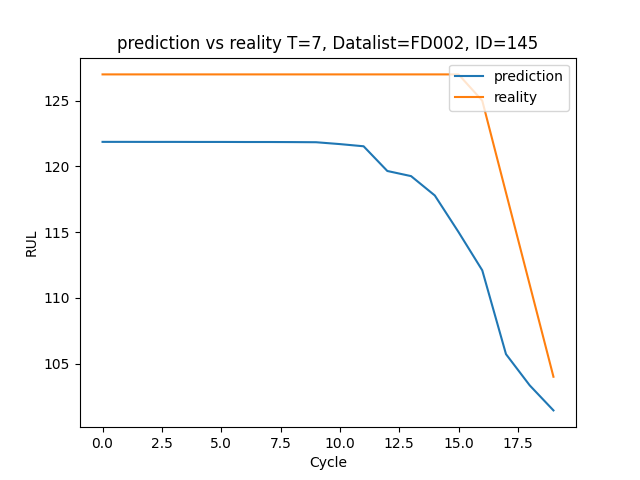 prediction vs reality T=7, Datalist=FD002, ID=145
prediction
reality
125
120
115
110
105
RUL
0.0
2.5
5.0
7.5
10.0
12.5
15.0
17.5
Cycle